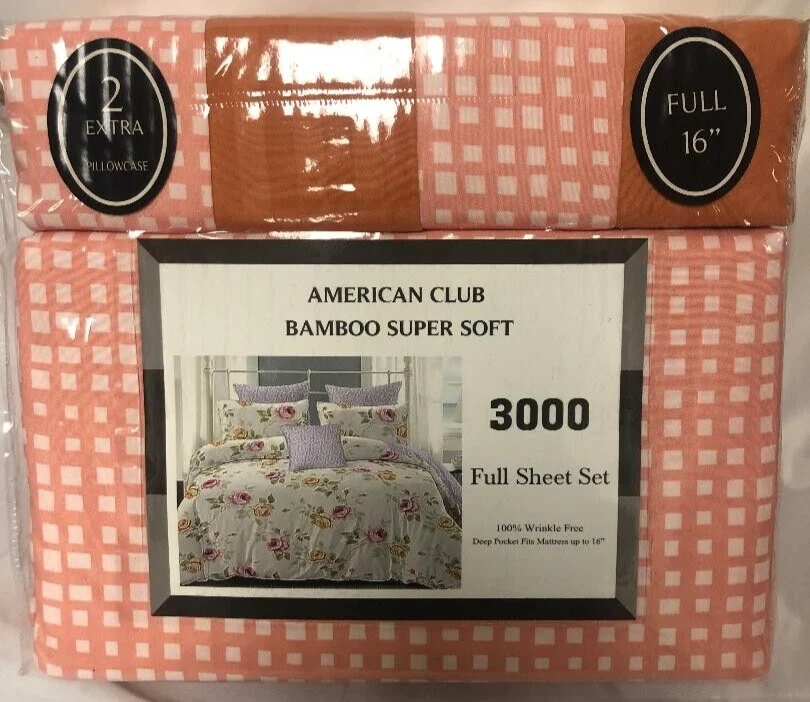 2
EXTRA
PILLOWCASE
FULL
16”
AMERICAN CLUB
BAMBOO SUPER SOFT
3000
Full Sheet Set
100% Wrinkle Free
Deep Pocket Fits Mattress up to 16”